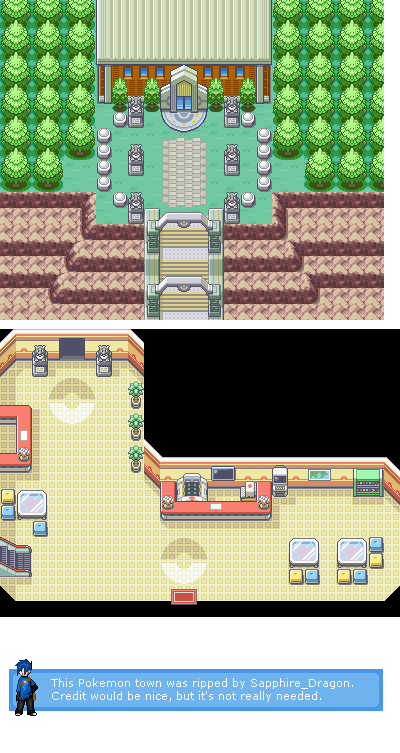 This Pokemon town was ripped by Sapphire_Dragon.
Credit would be nice, but it's not really needed.